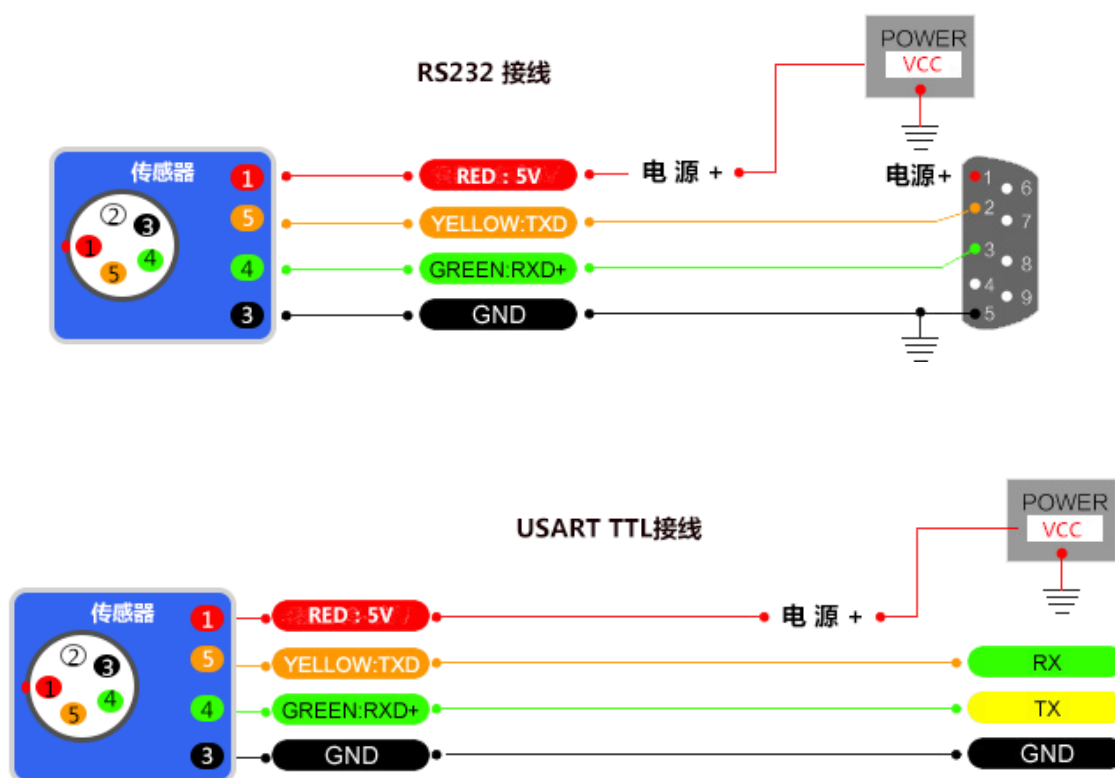 POWER
VCC
RS232 接线
传感器
1
RED : 5V
电 源 +
电源+
1
6
5
YELLOW:TXD
2
7
4
GREEN:RXD+
3
8
4
9
3
GND
5
2
3
1
4
5
POWER
VCC
USART TTL接线
传感器
1
RED : 5V
电 源 +
5
YELLOW:TXD
RX
4
GREEN:RXD+
TX
3
GND
GND
2
3
1
4
5